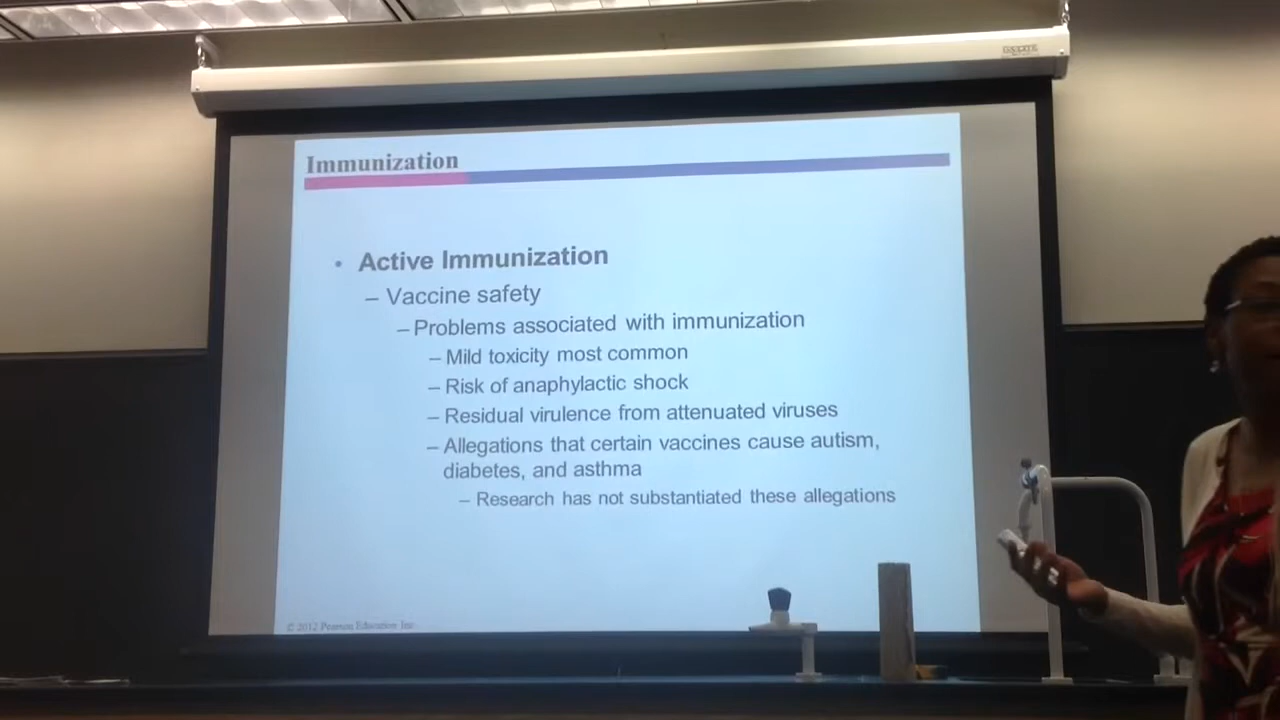 Immunization
• Active Immunization
– Vaccine safety
– Problems associated with immunization
– Mild toxicity most common
– Risk of anaphylactic shock
– Residual virulence from attenuated viruses
– Allegations that certain vaccines cause autism,
diabetes, and asthma
– Research has not substantiated these allegations
© 2012 Pearson Education Inc.